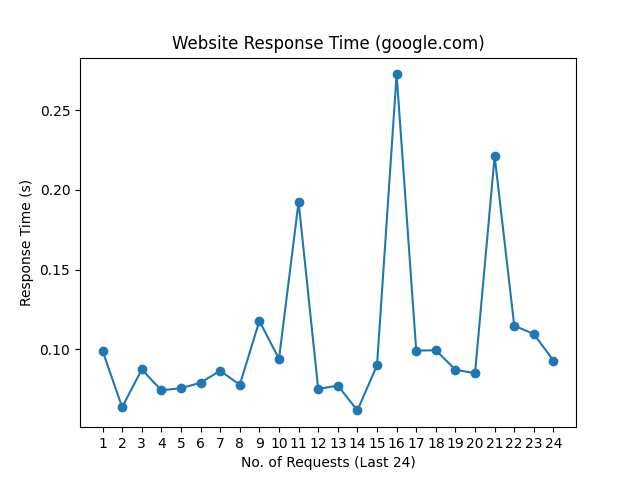 Website Response Time (google.com)
0.25
0.20
0.15
0.10
Response Time (s)
1 2 3 4 5 6 7 8 9 10 11 12 13 14 15 16 17 18 19 20 21 22 23 24
No. of Requests (Last 24)